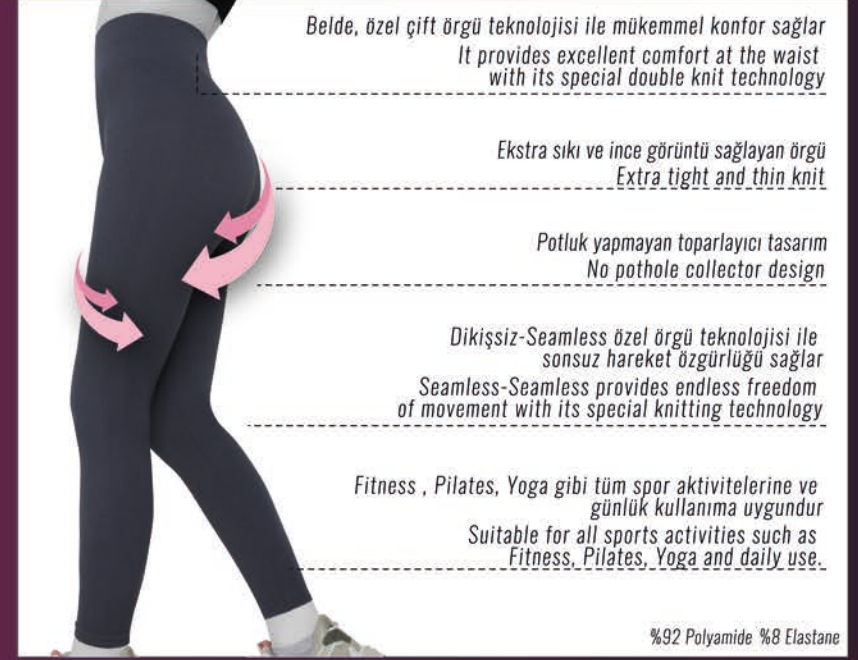 Belde, özel çift örgü teknolojisi ile mükemmel konfor sağlar
It provides excellent comfort at the waist
with its special double knit technology
Ekstra sıkı ve ince görüntü sağlayan örgü
Extra tight and thin knit
Potluk yapmayan toparlayıcı tasarım
No pothole collector design
Dikişsiz-Seamless özel örgü teknolojisi ile
sonsuz hareket özgürlüğü sağlar
Seamless-Seamless provides endless freedom
of movement with its special knitting technology
Fitness , Pilates, Yoga gibi tüm spor aktivitelerine ve
günlük kullanıma uygundur
Suitable for all sports activities such as
Fitness, Pilates, Yoga and daily use.
%92 Polyamide %8 Elastane